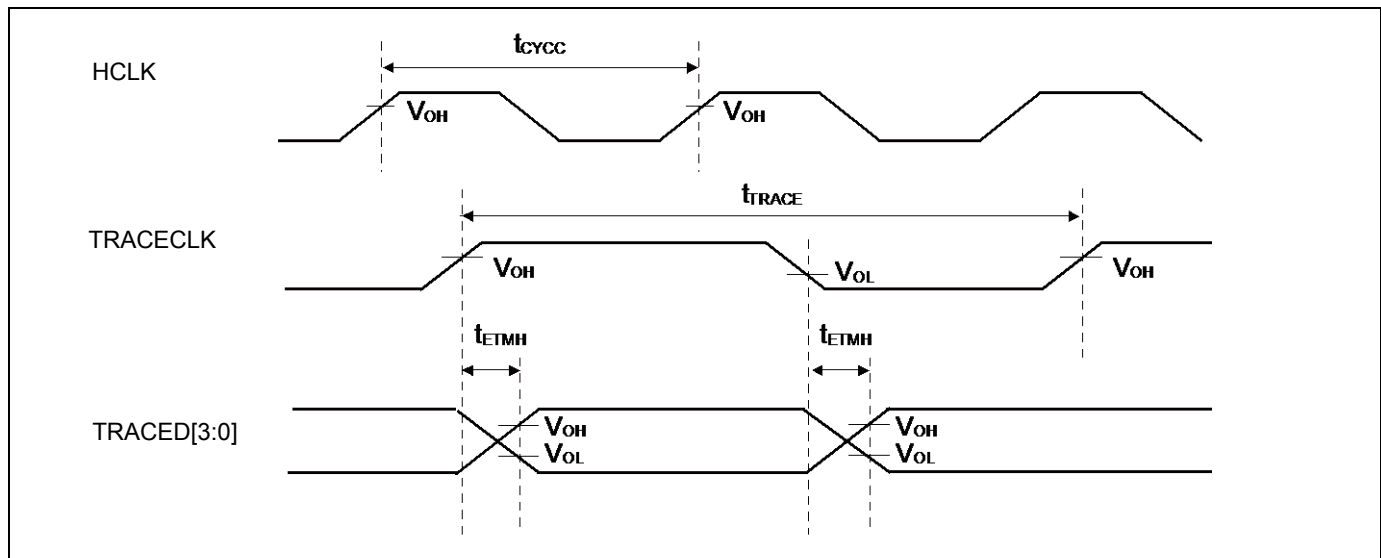 tCYCC
HCLK
VOH
VOH
tTRACE
TRACECLK
VOH
VOL
VOH
tETMH
tETMH
TRACED[3:0]
VOH
VOH
VOL
VOL